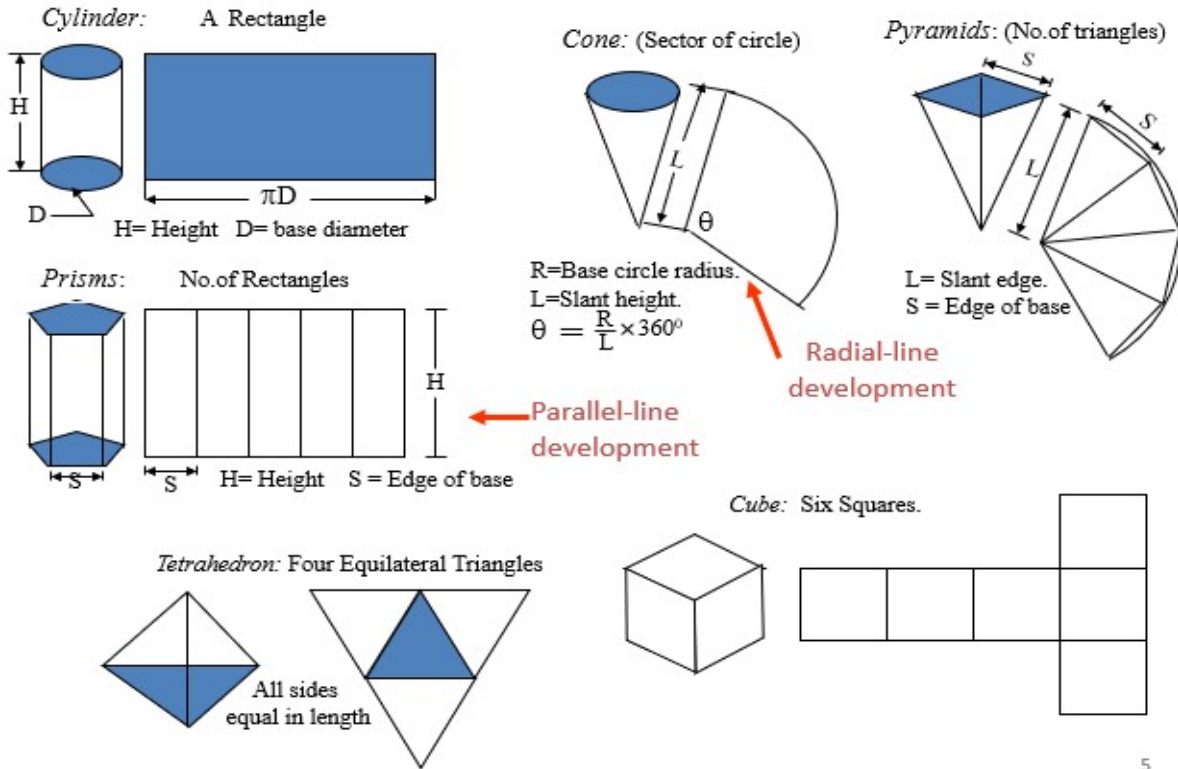 Cylinder: A Rectangle
H
D
πD
H= Height D= base diameter
Cone: (Sector of circle)
L
θ
R=Base circle radius.
L=Slant height.
θ = R/L × 360⁰
Pyramids: (No.of triangles)
S
L
S
L= Slant edge.
S = Edge of base
Radial-line
development
Prisms: No.of Rectangles
H
S
S
H= Height S = Edge of base
Parallel-line
development
Tetrahedron: Four Equilateral Triangles
All sides
equal in length
Cube: Six Squares.
5